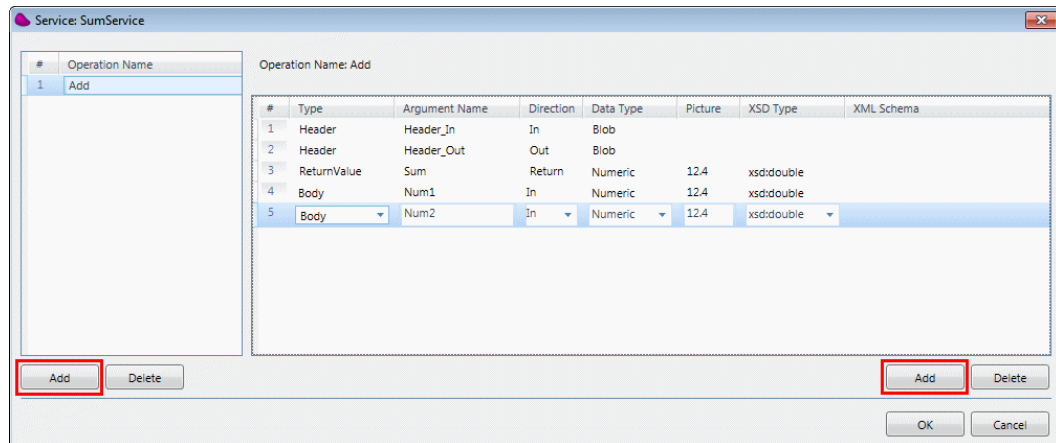 Service: SumService
# Operation Name
1 Add
Operation Name: Add
# Type Argument Name Direction Data Type Picture XSD Type XML Schema
1 Header Header_In In Blob
2 Header Header_Out Out Blob
3 ReturnValue Sum Return Numeric 12.4 xsd:double
4 Body Num1 In Numeric 12.4 xsd:double
5 Body Num2 In Numeric 12.4 xsd:double
Add Delete Add Delete
OK Cancel